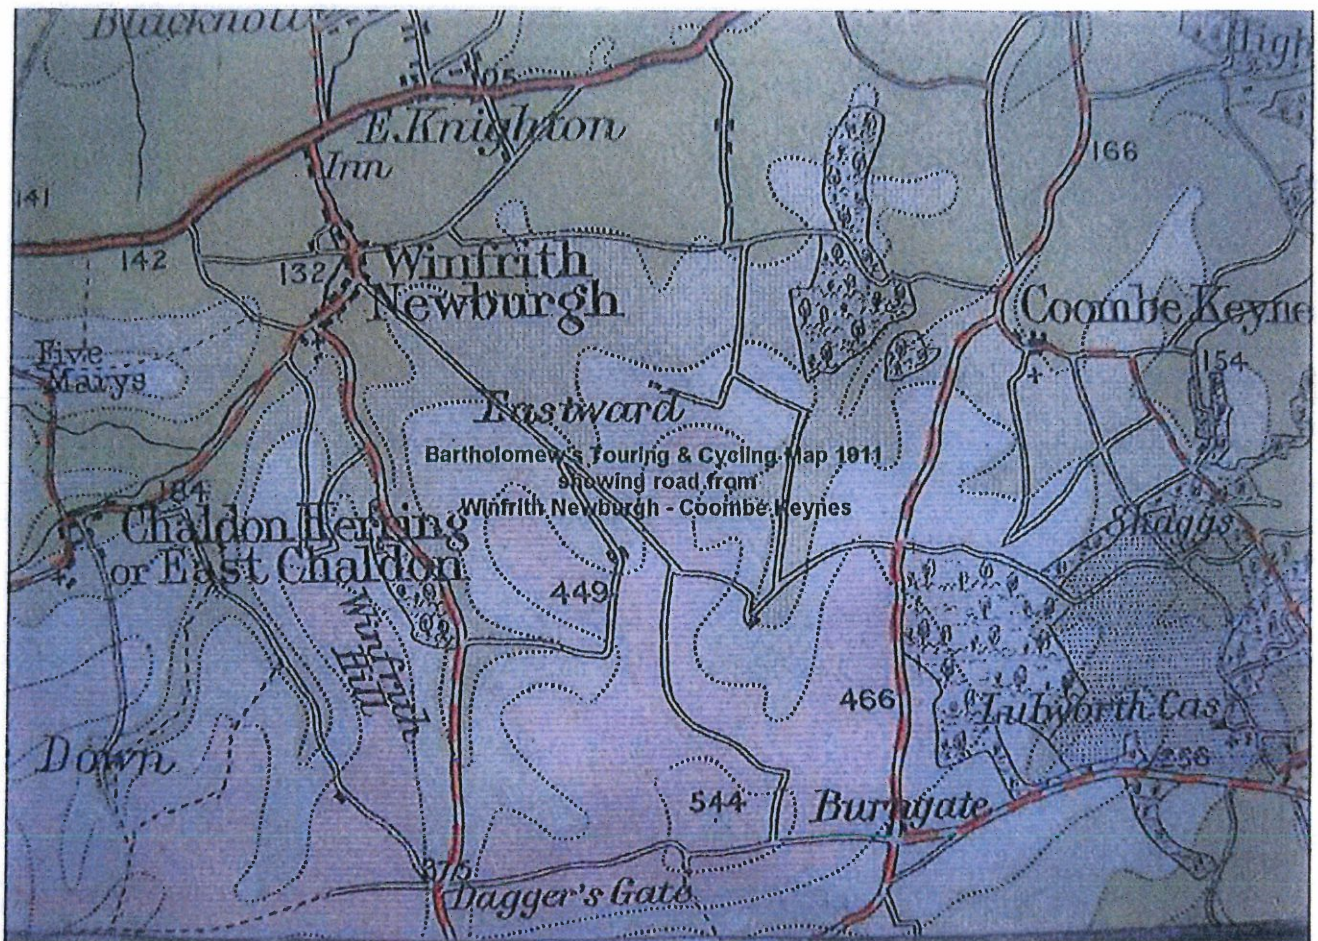 Blacknoll
High
105
E. Knighton
Inn
166
141
142
132
Winfrith
Newburgh
Coombe Keyne
Five
Marys
154
Eastward
Bartholomew's Touring & Cycling Map 1911
showing road from
Winfrith Newburgh - Coombe Keynes
184
Chaldon Herring
or East Chaldon
Skaggs
449
Winfrith
Hill
466
Lulworth Cas
Down
256
544
Burngate
375
Dagger's Gate